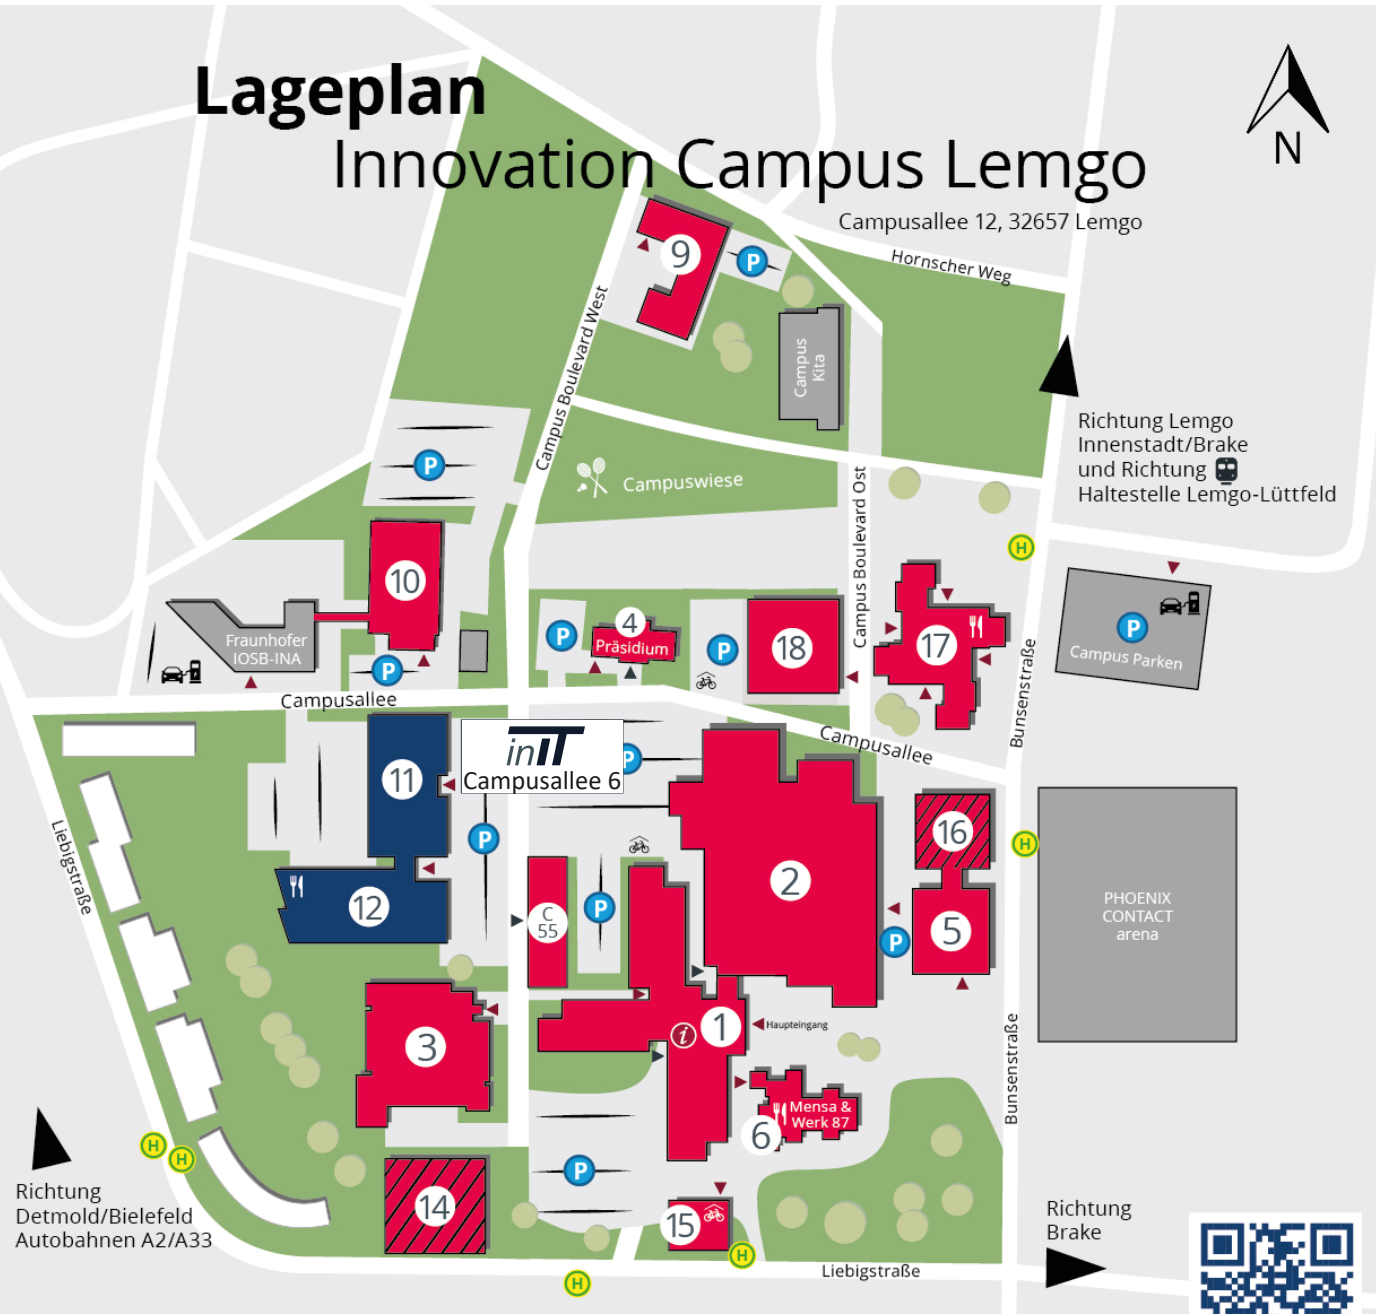 Lageplan
Innovation Campus Lemgo
N
Campusallee 12, 32657 Lemgo
Hornscher Weg
9
P
Campus Boulevard West
Campus
Kita
Richtung Lemgo
Innenstadt/Brake
und Richtung
Haltestelle Lemgo-Lüttfeld
P
Campuswiese
Campus Boulevard Ost
H
10
Fraunhofer
IOSB-INA
P
P
4
Präsidium
P
18
17
P
Campus Parken
Bunsenstraße
Campusallee
Campusallee
inIT
Campusallee 6
P
11
P
2
16
H
Liebigstraße
12
C
55
P
5
P
PHOENIX
CONTACT
arena
3
i
1
Haupteingang
Bunsenstraße
Mensa &
Werk 87
6
H
H
P
14
15
Richtung
Detmold/Bielefeld
Autobahnen A2/A33
Richtung
Brake
H
H
Liebigstraße